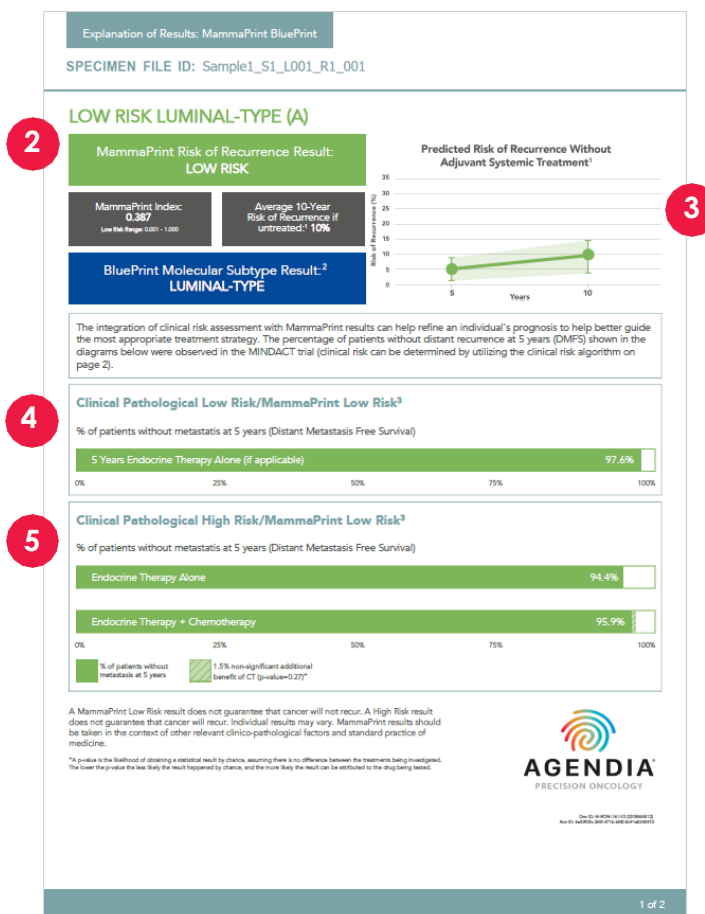 Explanation of Results: MammaPrint BluePrint
SPECIMEN FILE ID: Sample1_S1_L001_R1_001
LOW RISK LUMINAL-TYPE (A)
2
MammaPrint Risk of Recurrence Result:
LOW RISK
MammaPrint Index:
0.387
Low Risk Range: 0.001 - 1.000
Average 10-Year
Risk of Recurrence if
untreated:¹ 10%
BluePrint Molecular Subtype Result:²
LUMINAL-TYPE
Predicted Risk of Recurrence Without
Adjuvant Systemic Treatment¹
3
Risk of Recurrence (%)
35
30
25
20
15
10
5
0
5
10
Years
The integration of clinical risk assessment with MammaPrint results can help refine an individual's prognosis to help better guide
the most appropriate treatment strategy. The percentage of patients without distant recurrence at 5 years (DMFS) shown in the
diagrams below were observed in the MINDACT trial (clinical risk can be determined by utilizing the clinical risk algorithm on
page 2).
4
Clinical Pathological Low Risk/MammaPrint Low Risk³
% of patients without metastatis at 5 years (Distant Metastasis Free Survival)
5 Years Endocrine Therapy Alone (if applicable) 97.6%
0% 25% 50% 75% 100%
5
Clinical Pathological High Risk/MammaPrint Low Risk³
% of patients without metastatis at 5 years (Distant Metastasis Free Survival)
Endocrine Therapy Alone 94.4%
Endocrine Therapy + Chemotherapy 95.9%
0% 25% 50% 75% 100%
% of patients without
metastasis at 5 years
1.5% non-significant additional
benefit of CT (p-value=0.27)*
A MammaPrint Low Risk result does not guarantee that cancer will not recur. A High Risk result
does not guarantee that cancer will recur. Individual results may vary. MammaPrint results should
be taken in the context of other relevant clinico-pathological factors and standard practice of
medicine.
*A p-value is the likelihood of obtaining a statistical result by chance, assuming there is no difference between the treatments being investigated.
The lower the p-value the less likely the result happened by chance, and the more likely the result can be attributed to the drug being tested.
AGENDIA
PRECISION ONCOLOGY
1 of 2